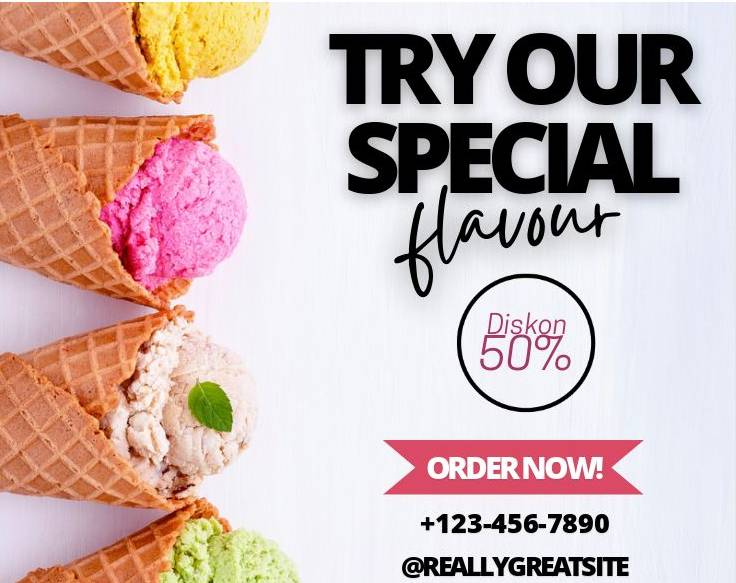 TRY OUR
SPECIAL
flavour
Diskon
50%
ORDER NOW!
+123-456-7890
@REALLYGREATSITE